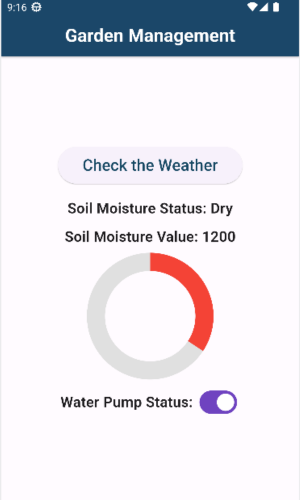 9:16
Garden Management
Check the Weather
Soil Moisture Status: Dry
Soil Moisture Value: 1200
Water Pump Status: